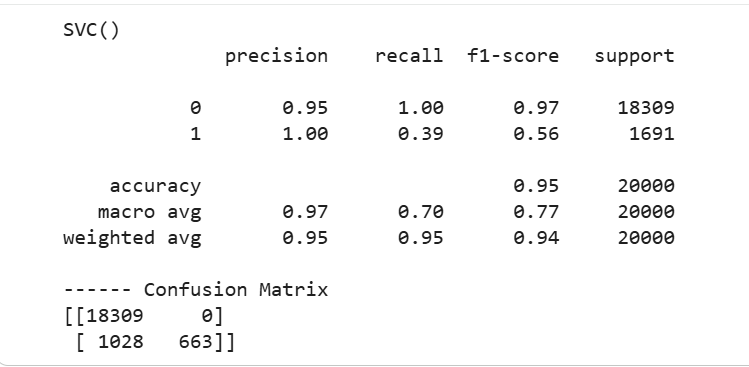 SVC()
precision recall f1-score support
0 0.95 1.00 0.97 18309
1 1.00 0.39 0.56 1691
accuracy 0.95 20000
macro avg 0.97 0.70 0.77 20000
weighted avg 0.95 0.95 0.94 20000
------ Confusion Matrix
[[18309 0]
[ 1028 663]]